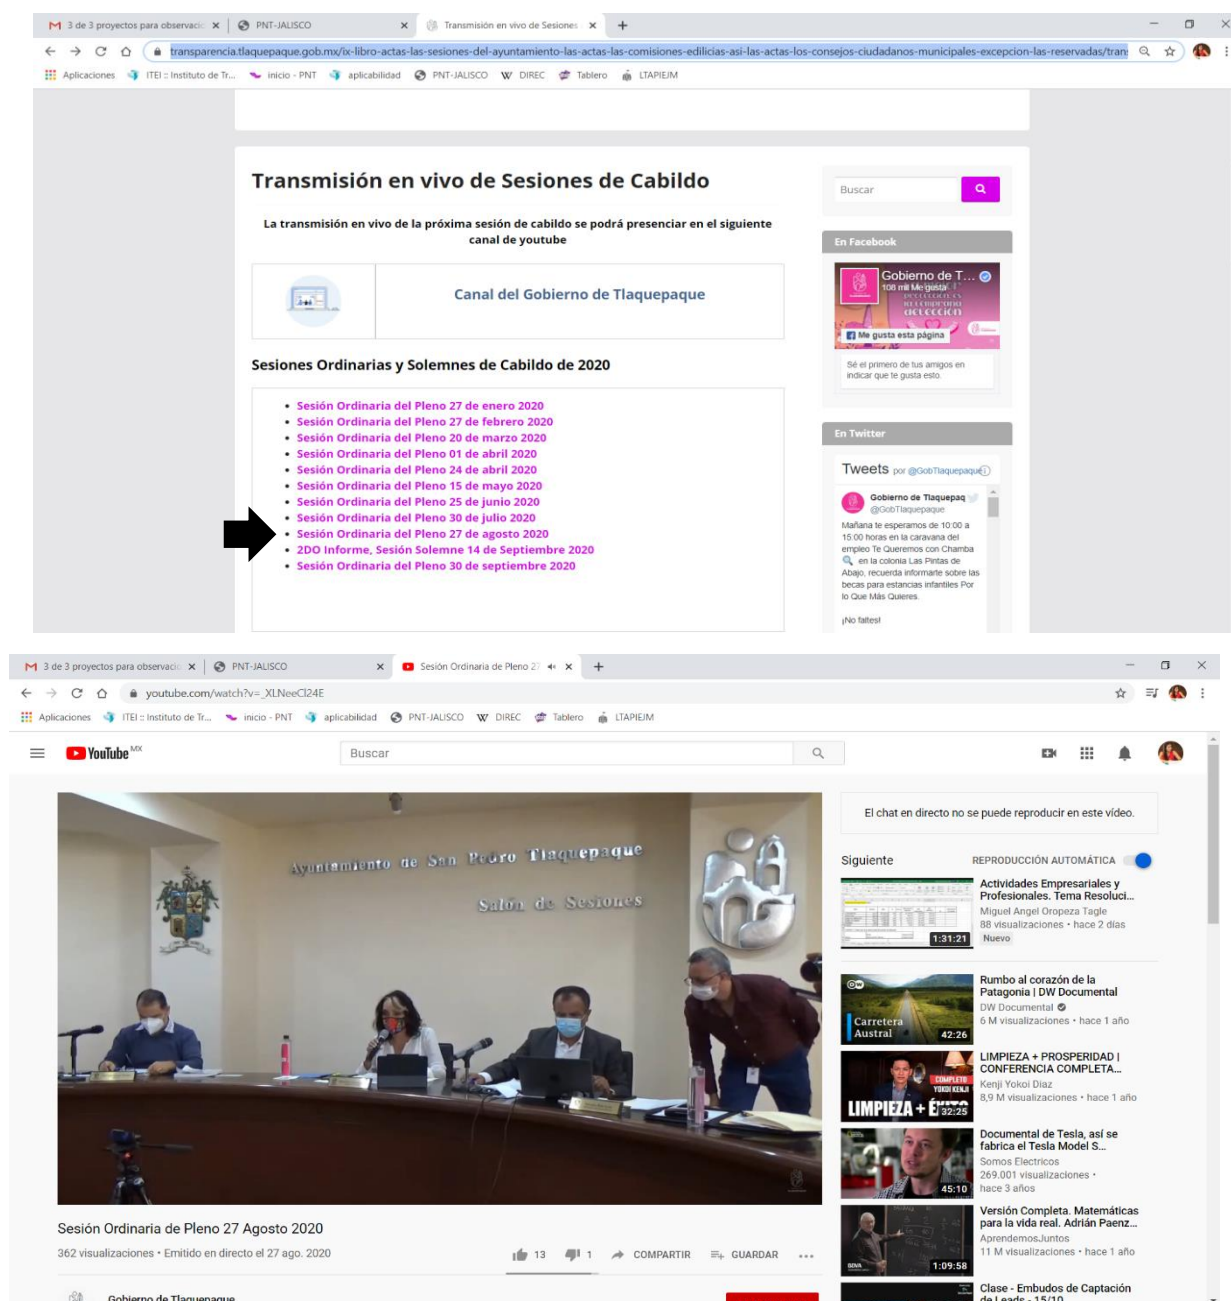 3 de 3 proyectos para observacio
PNT-JALISCO
Transmisión en vivo de Sesiones
transparencia.tlaquepaque.gob.mx/ix-libro-actas-las-sesiones-del-ayuntamiento-las-actas-las-comisiones-edilicias-asi-las-actas-los-consejos-ciudadanos-municipales-excepcion-las-reservadas/tran
Aplicaciones ITEI :: Instituto de Tr... inicio - PNT aplicabilidad PNT-JALISCO DIREC Tablero LTAPIEJM
Transmisión en vivo de Sesiones de Cabildo
La transmisión en vivo de la próxima sesión de cabildo se podrá presenciar en el siguiente
canal de youtube
Canal del Gobierno de Tlaquepaque
Sesiones Ordinarias y Solemnes de Cabildo de 2020
Sesión Ordinaria del Pleno 27 de enero 2020
Sesión Ordinaria del Pleno 27 de febrero 2020
Sesión Ordinaria del Pleno 20 de marzo 2020
Sesión Ordinaria del Pleno 01 de abril 2020
Sesión Ordinaria del Pleno 24 de abril 2020
Sesión Ordinaria del Pleno 15 de mayo 2020
Sesión Ordinaria del Pleno 25 de junio 2020
Sesión Ordinaria del Pleno 30 de julio 2020
Sesión Ordinaria del Pleno 27 de agosto 2020
2DO Informe, Sesión Solemne 14 de Septiembre 2020
Sesión Ordinaria del Pleno 30 de septiembre 2020
Buscar
En Facebook
Gobierno de T...
108 mil Me gusta
detección
Me gusta esta página
Sé el primero de tus amigos en
indicar que te gusta esto.
En Twitter
Tweets por @GobTlaquepaque
Gobierno de Tlaquepaq
@GobTlaquepaque
Mañana te esperamos de 10:00 a
15:00 horas en la caravana del
empleo Te Queremos con Chamba
en la colonia Las Pintas de
Abajo, recuerda informarte sobre las
becas para estancias infantiles Por
lo Que Más Quieres.
¡No faltes!
3 de 3 proyectos para observacio
PNT-JALISCO
Sesión Ordinaria de Pleno 27
youtube.com/watch?v=_XLNeeCl24E
Aplicaciones ITEI :: Instituto de Tr... inicio - PNT aplicabilidad PNT-JALISCO DIREC Tablero LTAPIEJM
YouTube MX
Buscar
Ayuntamiento de San Pedro Tlaquepaque
Salón de Sesiones
Sesión Ordinaria de Pleno 27 Agosto 2020
362 visualizaciones • Emitido en directo el 27 ago. 2020
13 1 COMPARTIR GUARDAR ...
Gobierno de Tlaquepaque
El chat en directo no se puede reproducir en este vídeo.
Siguiente REPRODUCCIÓN AUTOMÁTICA
Actividades Empresariales y
Profesionales. Tema Resoluci...
Miguel Angel Oropeza Tagle
88 visualizaciones • hace 2 días
Nuevo
1:31:21
Rumbo al corazón de la
Patagonia | DW Documental
DW Documental
6 M visualizaciones • hace 1 año
Carretera
Austral
42:26
LIMPIEZA + PROSPERIDAD |
CONFERENCIA COMPLETA...
Kenji Yokoi Diaz
8,9 M visualizaciones • hace 1 año
COMPLETO
YOKOI KENJI
LIMPIEZA + ÉXITO
32:25
Documental de Tesla, así se
fabrica el Tesla Model S...
Somos Electricos
269.001 visualizaciones •
hace 3 años
45:10
Versión Completa. Matemáticas
para la vida real. Adrián Paenz...
AprendemosJuntos
11 M visualizaciones • hace 1 año
BBVA
1:09:58
Clase - Embudos de Captación
de Leads - 15/10